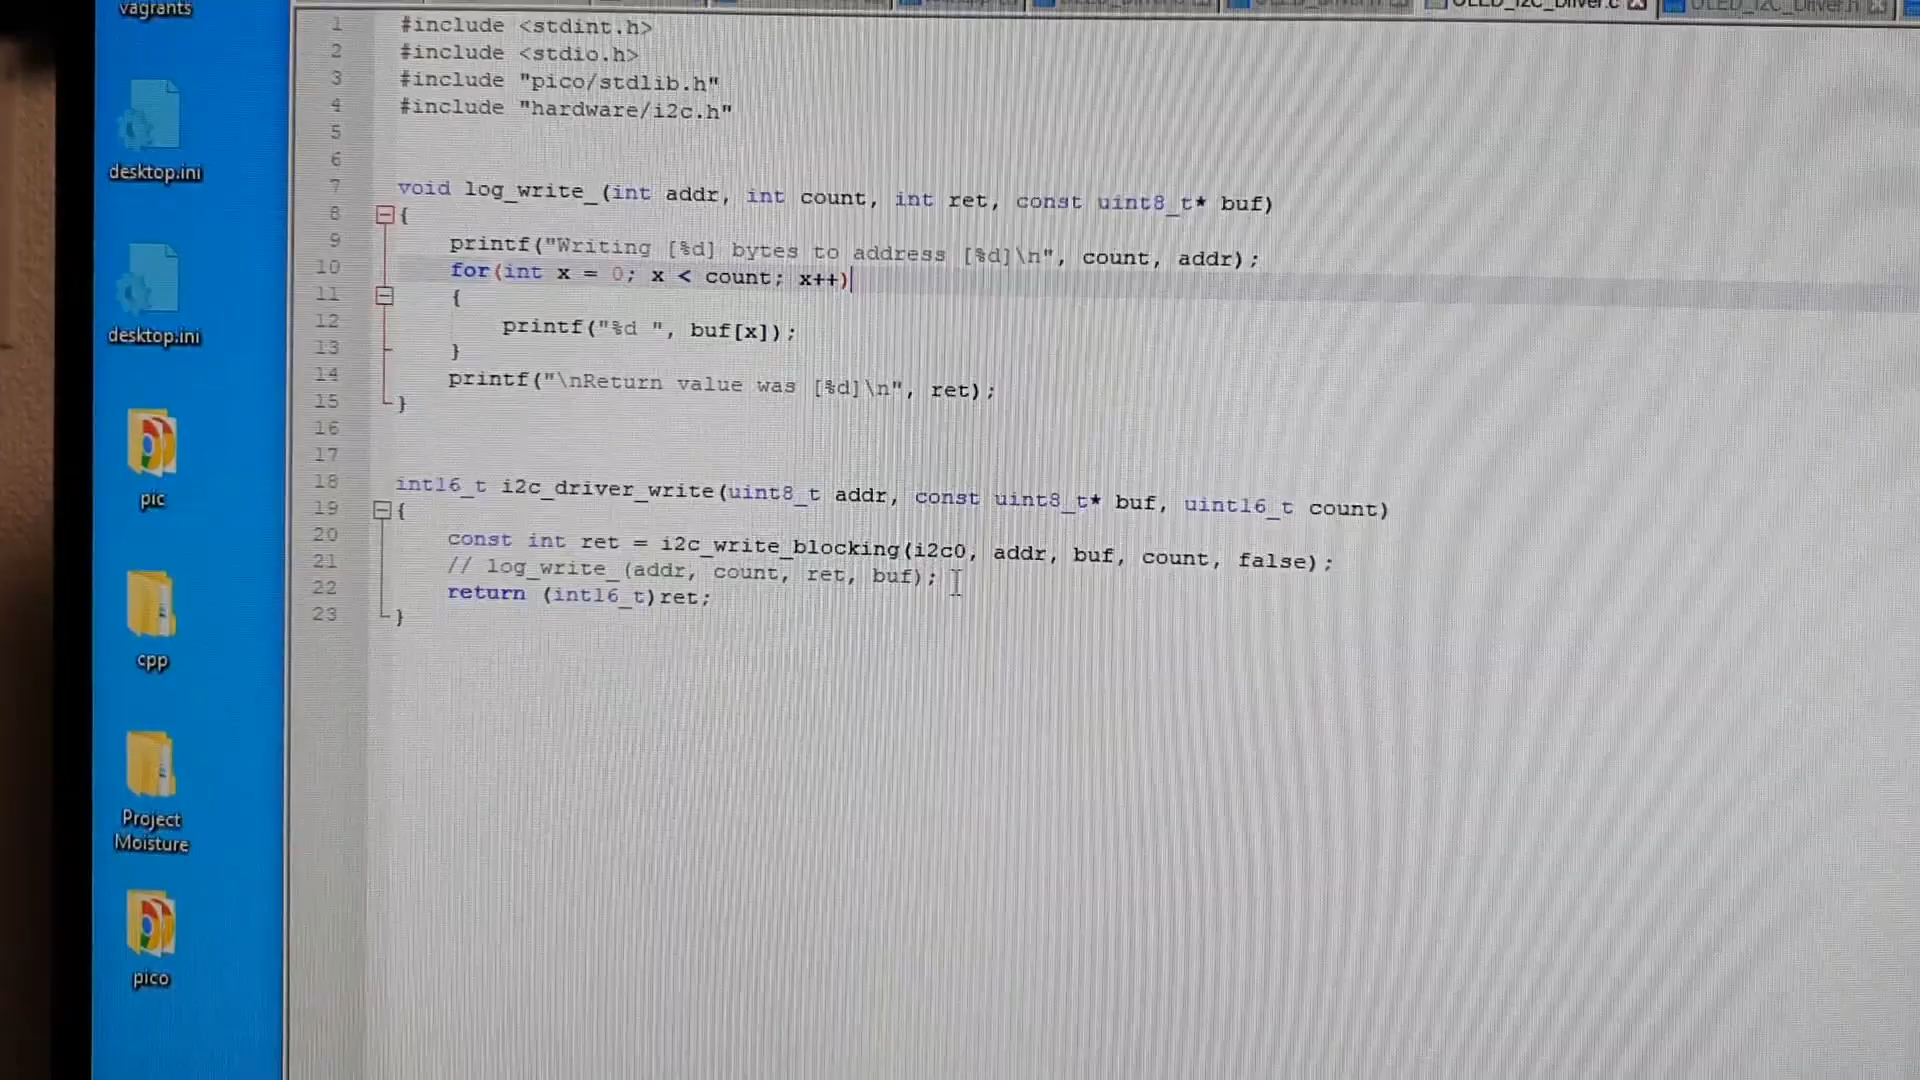 vagrants
desktop.ini
desktop.ini
pic
cpp
Project
Moisture
pico
OLED_I2C_Driver.c
OLED_I2C_Driver.h
1 #include <stdint.h>
2 #include <stdio.h>
3 #include "pico/stdlib.h"
4 #include "hardware/i2c.h"
5
6
7 void log_write_(int addr, int count, int ret, const uint8_t* buf)
8 {
9 printf("Writing [%d] bytes to address [%d]\n", count, addr);
10 for(int x = 0; x < count; x++)
11 {
12 printf("%d ", buf[x]);
13 }
14 printf("\nReturn value was [%d]\n", ret);
15 }
16
17
18 int16_t i2c_driver_write(uint8_t addr, const uint8_t* buf, uint16_t count)
19 {
20 const int ret = i2c_write_blocking(i2c0, addr, buf, count, false);
21 // log_write_(addr, count, ret, buf);
22 return (int16_t)ret;
23 }